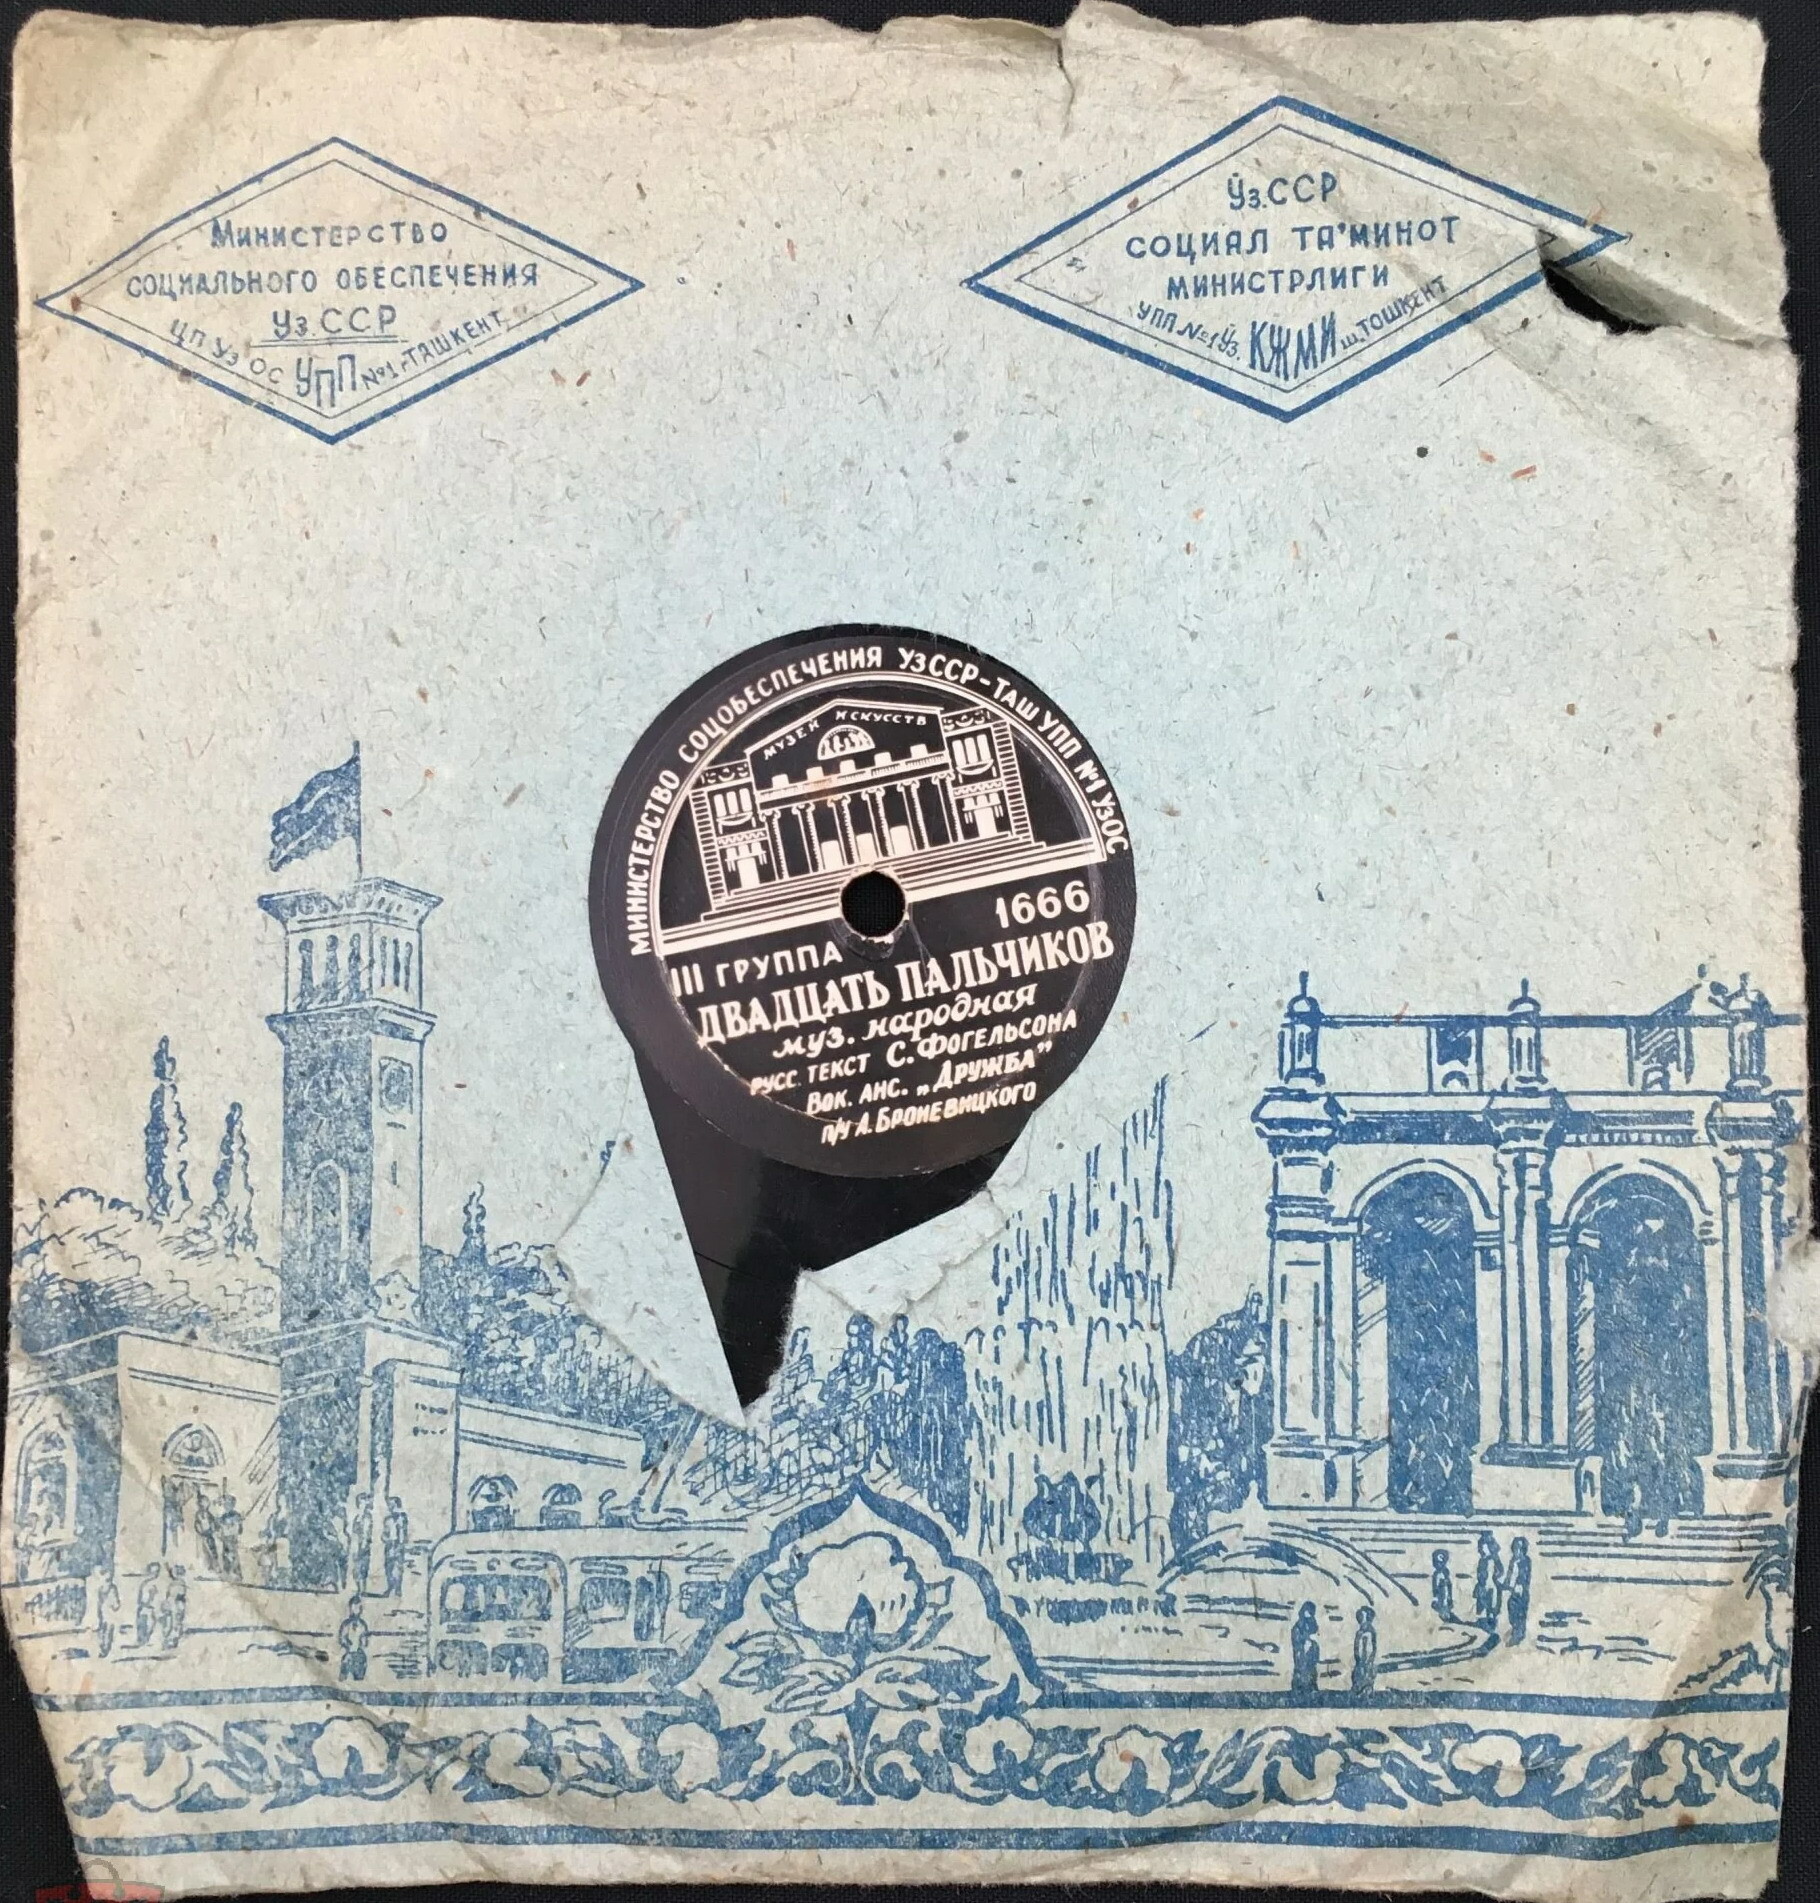 Министерство
социального обеспечения
Уз.ССР
ЦП УзОС УПП №1 г.Ташкент
Ўз.ССР
социал та'минот
министрлиги
УПП №1 Ўз. КЖМИ ш.Тошкент
Министерство соцобеспечения УзССР-Таш УПП №1 УзОС
Музей искусств
1666
III группа
Двадцать пальчиков
муз. народная
русс. текст С. Фогельсона
Вок. анс. „Дружба"
п/у А. Броневицкого